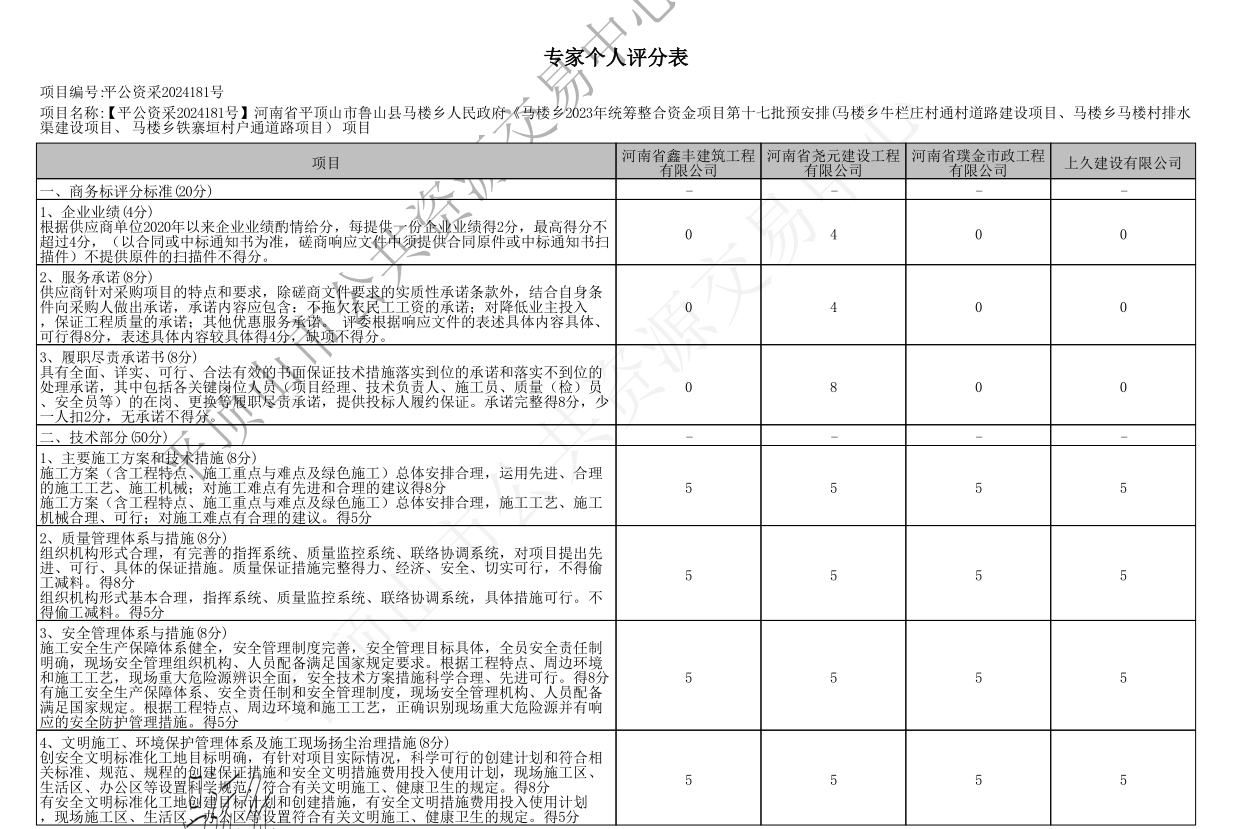 专家个人评分表
项目编号:平公资采2024181号
项目名称:【平公资采2024181号】河南省平顶山市鲁山县马楼乡人民政府《马楼乡2023年统筹整合资金项目第十七批预安排(马楼乡牛栏庄村通村道路建设项目、马楼乡马楼村排水
渠建设项目、 马楼乡铁寨垣村户通道路项目） 项目
项目 河南省鑫丰建筑工程有限公司 河南省尧元建设工程有限公司 河南省璞金市政工程有限公司 上久建设有限公司
一、商务标评分标准(20分) － － － －
1、企业业绩(4分)
根据供应商单位2020年以来企业业绩酌情给分，每提供一份企业业绩得2分，最高得分不
超过4分，（以合同或中标通知书为准，磋商响应文件中须提供合同原件或中标通知书扫
描件）不提供原件的扫描件不得分。
0 4 0 0
2、服务承诺(8分)
供应商针对采购项目的特点和要求，除磋商文件要求的实质性承诺条款外，结合自身条
件向采购人做出承诺，承诺内容应包含：不拖欠农民工工资的承诺；对降低业主投入
，保证工程质量的承诺；其他优惠服务承诺、 评委根据响应文件的表述具体内容具体、
可行得8分，表述具体内容较具体得4分，缺项不得分。
0 4 0 0
3、履职尽责承诺书(8分)
具有全面、详实、可行、合法有效的书面保证技术措施落实到位的承诺和落实不到位的
处理承诺，其中包括各关键岗位人员（项目经理、技术负责人、施工员、质量（检）员
、安全员等）的在岗、更换等履职尽责承诺，提供投标人履约保证。承诺完整得8分，少
一人扣2分，无承诺不得分。
0 8 0 0
二、技术部分(50分) － － － －
1、主要施工方案和技术措施(8分)
施工方案（含工程特点、施工重点与难点及绿色施工）总体安排合理，运用先进、合理
的施工工艺、施工机械；对施工难点有先进和合理的建议得8分
施工方案（含工程特点、施工重点与难点及绿色施工）总体安排合理，施工工艺、施工
机械合理、可行；对施工难点有合理的建议。得5分
5 5 5 5
2、质量管理体系与措施(8分)
组织机构形式合理，有完善的指挥系统、质量监控系统、联络协调系统，对项目提出先
进、可行、具体的保证措施。质量保证措施完整得力、经济、安全、切实可行，不得偷
工减料。得8分
组织机构形式基本合理，指挥系统、质量监控系统、联络协调系统，具体措施可行。不
得偷工减料。得5分
5 5 5 5
3、安全管理体系与措施(8分)
施工安全生产保障体系健全，安全管理制度完善，安全管理目标具体，全员安全责任制
明确，现场安全管理组织机构、人员配备满足国家规定要求。根据工程特点、周边环境
和施工工艺，现场重大危险源辨识全面，安全技术方案措施科学合理、先进可行。得8分
有施工安全生产保障体系、安全责任制和安全管理制度，现场安全管理机构、人员配备
满足国家规定。根据工程特点、周边环境和施工工艺，正确识别现场重大危险源并有响
应的安全防护管理措施。得5分
5 5 5 5
4、文明施工、环境保护管理体系及施工现场扬尘治理措施(8分)
创安全文明标准化工地目标明确，有针对项目实际情况，科学可行的创建计划和符合相
关标准、规范、规程的创建保证措施和安全文明措施费用投入使用计划，现场施工区、
生活区、办公区等设置科学规范，符合有关文明施工、健康卫生的规定。得8分
有安全文明标准化工地创建目标计划和创建措施，有安全文明措施费用投入使用计划
，现场施工区、生活区、办公区等设置符合有关文明施工、健康卫生的规定。得5分
5 5 5 5
平顶山市公共资源交易中心
平顶山市公共资源交易中心